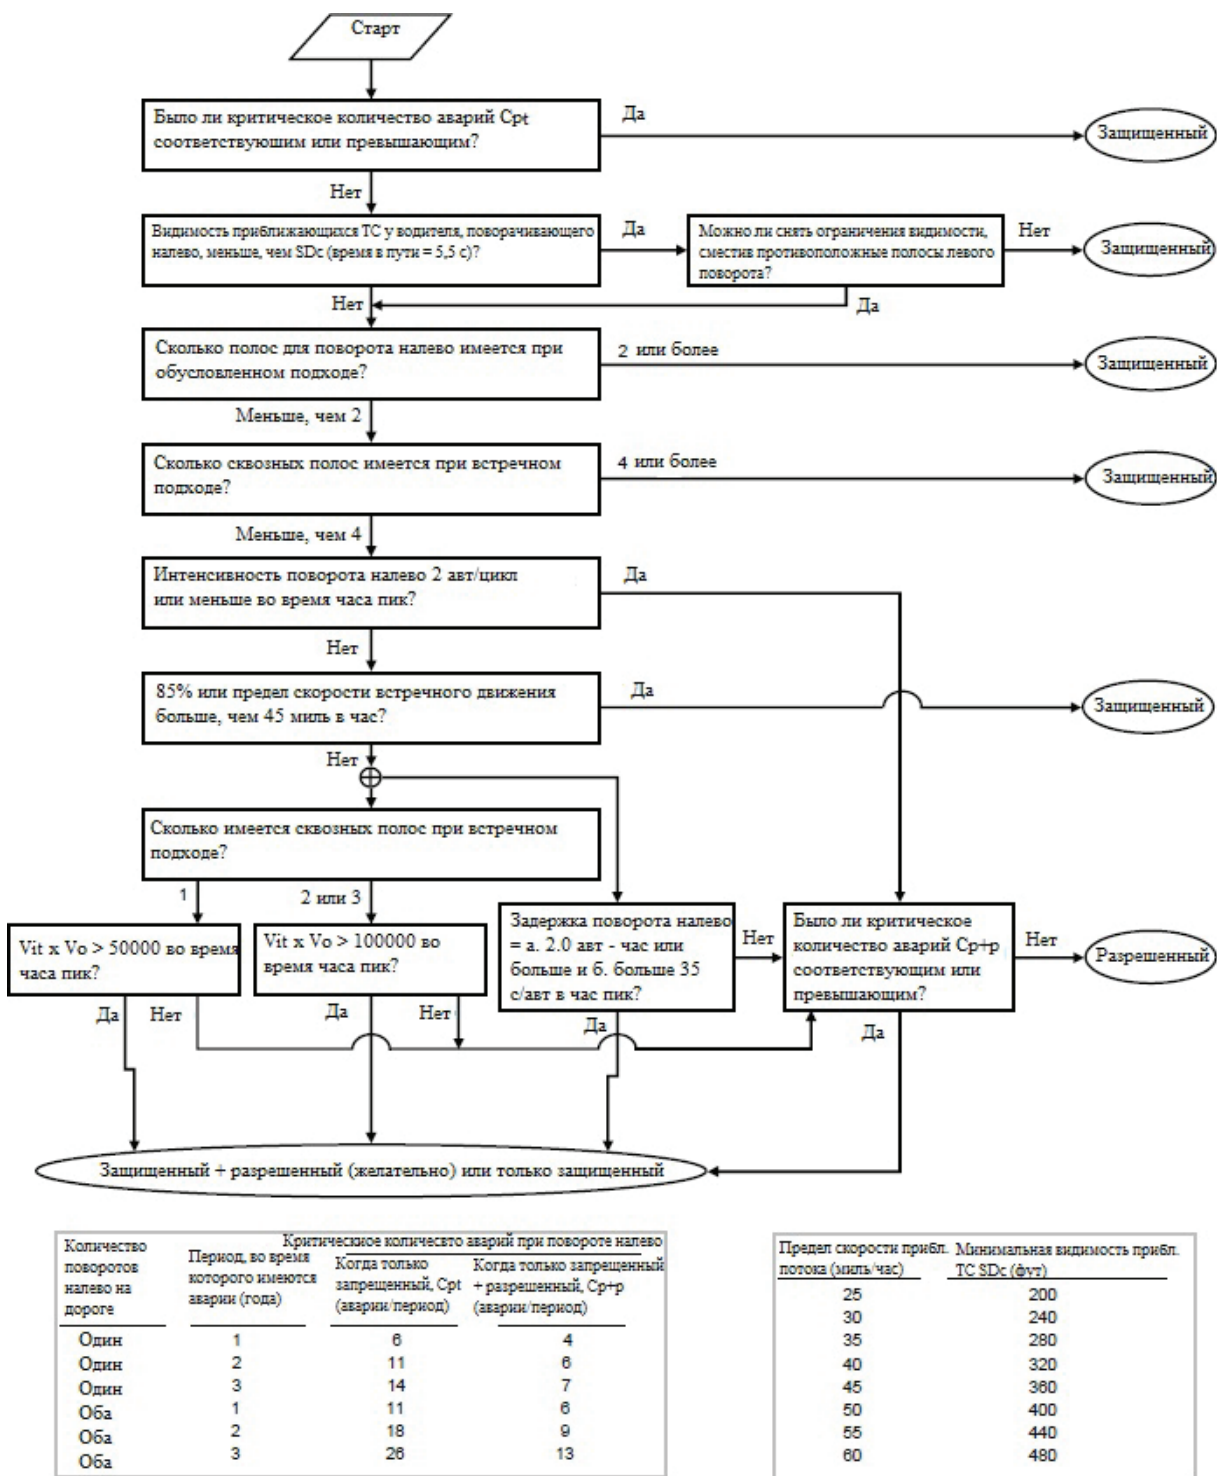 Старт
Было ли критическое количество аварий Cpt
соответствуюшим или превышающим?
Да
Защищенный
Нет
Видимость приближающихся ТС у водителя, поворачивающего
налево, меньше, чем SDc (время в пути = 5,5 с)?
Да
Можно ли снять ограничения видимости,
сместив противоположные полосы левого
поворота?
Нет
Защищенный
Нет
Да
Сколько полос для поворота налево имеется при
обусловленном подходе?
2 или более
Защищенный
Меньше, чем 2
Сколько сквозных полос имеется при встречном
подходе?
4 или более
Защищенный
Меньше, чем 4
Интенсивность поворота налево 2 авт/цикл
или меньше во время часа пик?
Да
Нет
85% или предел скорости встречного движения
больше, чем 45 миль в час?
Да
Защищенный
Нет
Сколько имеется сквозных полос при встречном
подходе?
1
2 или 3
Vit x Vo > 50000 во время
часа пик?
Vit x Vo > 100000 во
время часа пик?
Задержка поворота налево
= а. 2.0 авт - час или
больше и б. больше 35
с/авт в час пик?
Нет
Было ли критическое
количество аварий Cp+p
соответствующим или
превышающим?
Нет
Разрешенный
Да
Нет
Да
Нет
Да
Да
Защищенный + разрешенный (желательно) или только защищенный
Критическиое количесвто аварий при повороте налево
Количество
поворотов
налево на
дороге
Период, во время
которого имеются
аварии (года)
Когда только
запрещенный, Cpt
(аварии/период)
Когда только запрещенный
+ разрешенный, Cp+p
(аварии/период)
Один 1 6 4
Один 2 11 6
Один 3 14 7
Оба 1 11 6
Оба 2 18 9
Оба 3 26 13
Предел скорости прибл.
потока (миль/час)
Минимальная видимость прибл.
ТС SDc (фут)
25 200
30 240
35 280
40 320
45 360
50 400
55 440
60 480